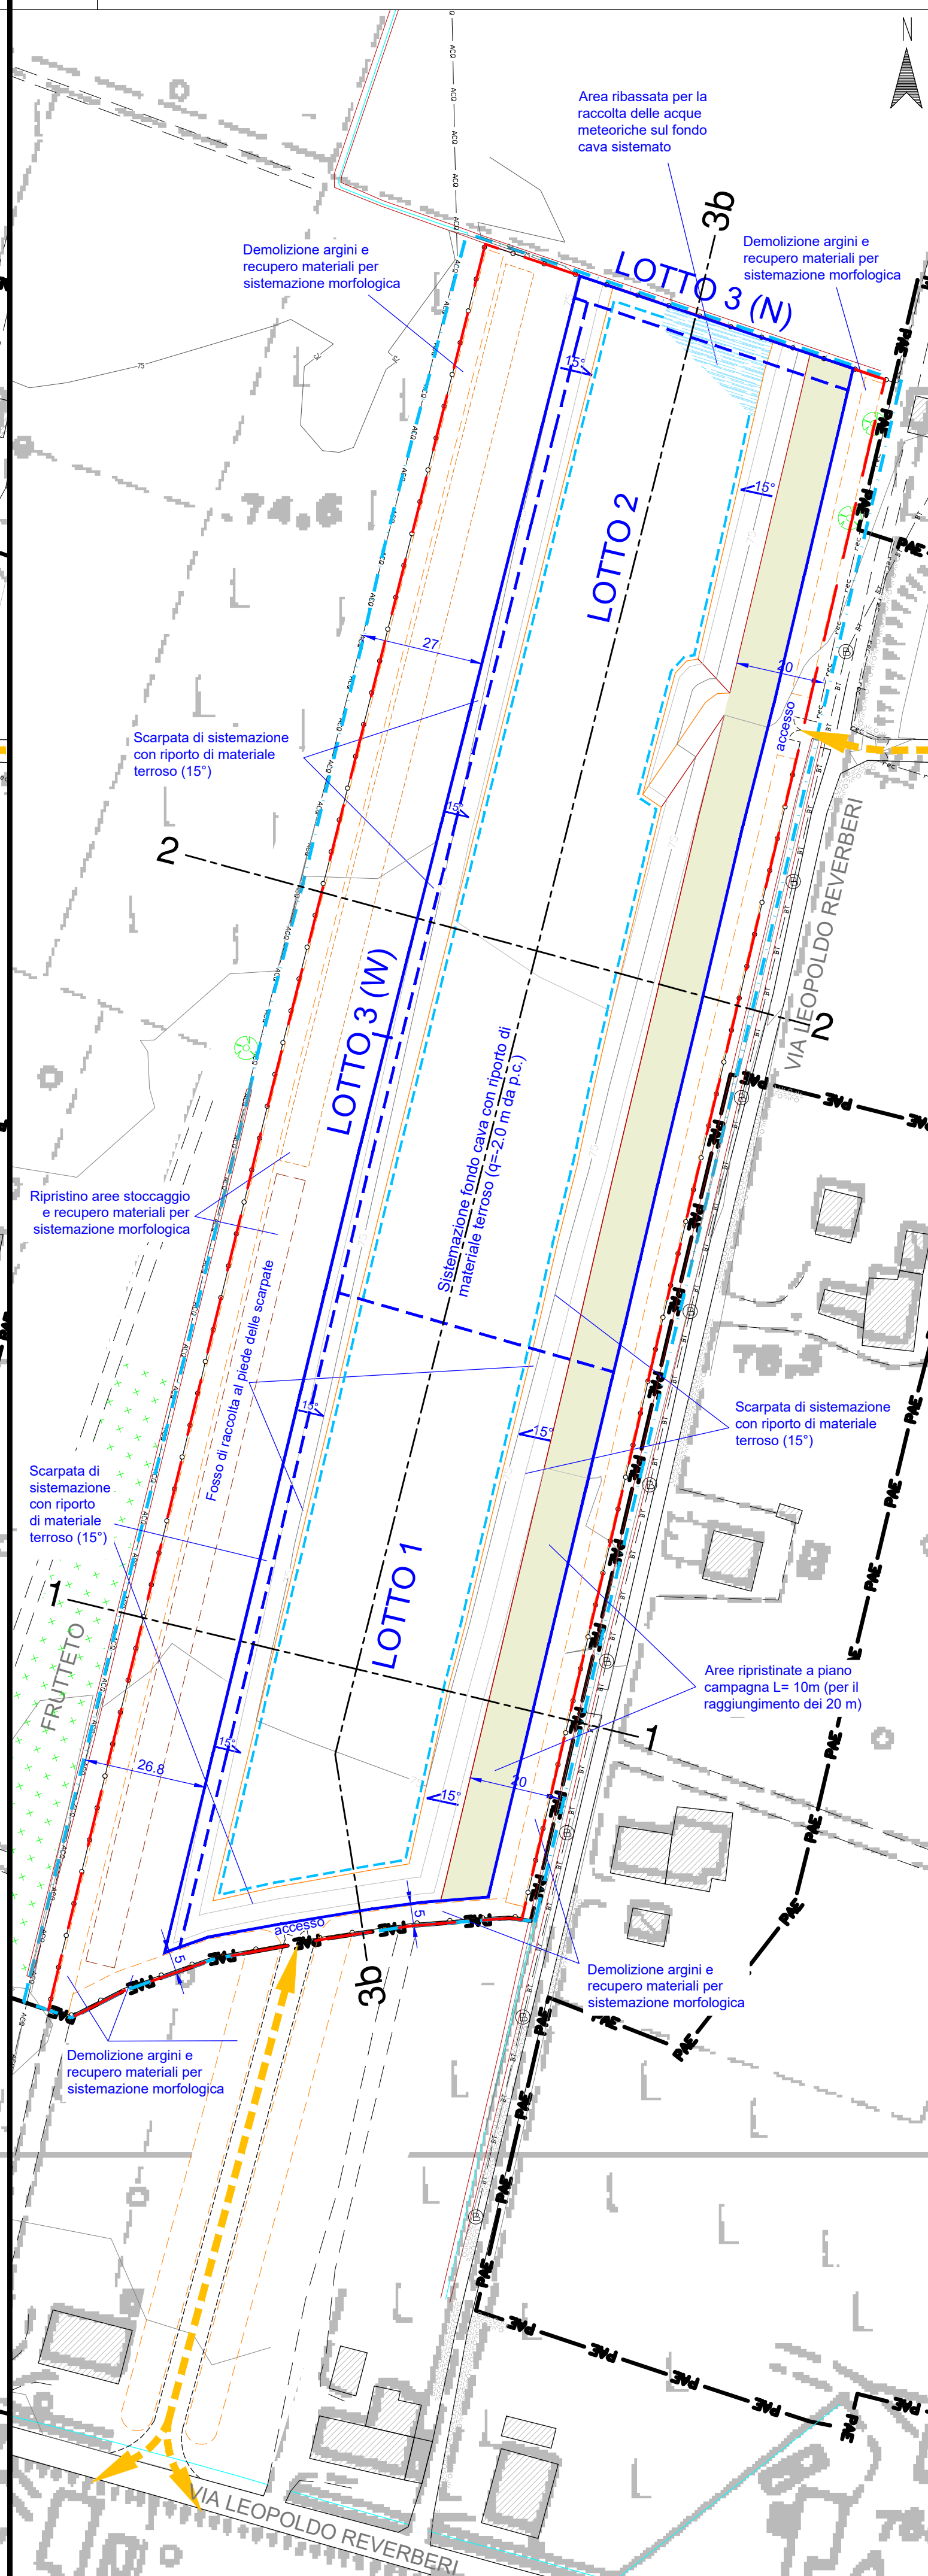 N
Area ribassata per la
raccolta delle acque
meteoriche sul fondo
cava sistemato
3b
Demolizione argini e
recupero materiali per
sistemazione morfologica
Demolizione argini e
recupero materiali per
sistemazione morfologica
LOTTO 3 (N)
15°
75
74.6
15°
LOTTO 2
27
20
accesso
Scarpata di sistemazione
con riporto di materiale
terroso (15°)
15°
2
2
VIA LEOPOLDO REVERBERI
LOTTO 3 (W)
Sistemazione fondo cava con riporto di
materiale terroso (q=-2.0 m da p.c.)
Ripristino aree stoccaggio
e recupero materiali per
sistemazione morfologica
Fosso di raccolta al piede delle scarpate
Scarpata di sistemazione
con riporto di materiale
terroso (15°)
15°
15°
Scarpata di
sistemazione
con riporto
di materiale
terroso (15°)
LOTTO 1
1
1
FRUTTETO
Aree ripristinate a piano
campagna L= 10m (per il
raggiungimento dei 20 m)
15°
26.8
20
15°
5
accesso
5
3b
Demolizione argini e
recupero materiali per
sistemazione morfologica
Demolizione argini e
recupero materiali per
sistemazione morfologica
PAE
ACQ
BT
rec
VIA LEOPOLDO REVERBERI